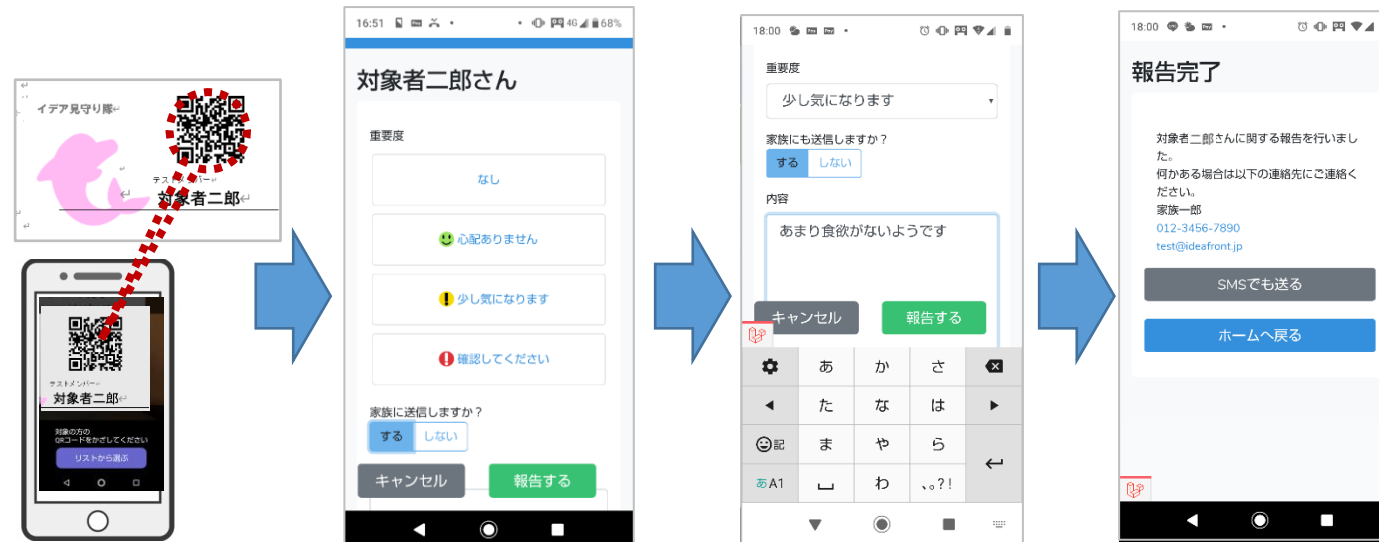 イデア見守り隊
テストメンバー
対象者二郎
テストメンバー
対象者二郎
対象の方の
QRコードをかざしてください
リストから選ぶ
16:51 4G 68%
対象者二郎さん
重要度
なし
心配ありません
少し気になります
確認してください
家族に送信しますか？
する しない
キャンセル 報告する
18:00
重要度
少し気になります
家族にも送信しますか？
する しない
内容
あまり食欲がないようです
キャンセル 報告する
あ か さ
た な は
記 ま や ら
あA1 わ 、。?!
18:00
報告完了
対象者二郎さんに関する報告を行いまし
た。
何かある場合は以下の連絡先にご連絡く
ださい。
家族一郎
012-3456-7890
test@ideafront.jp
SMSでも送る
ホームへ戻る